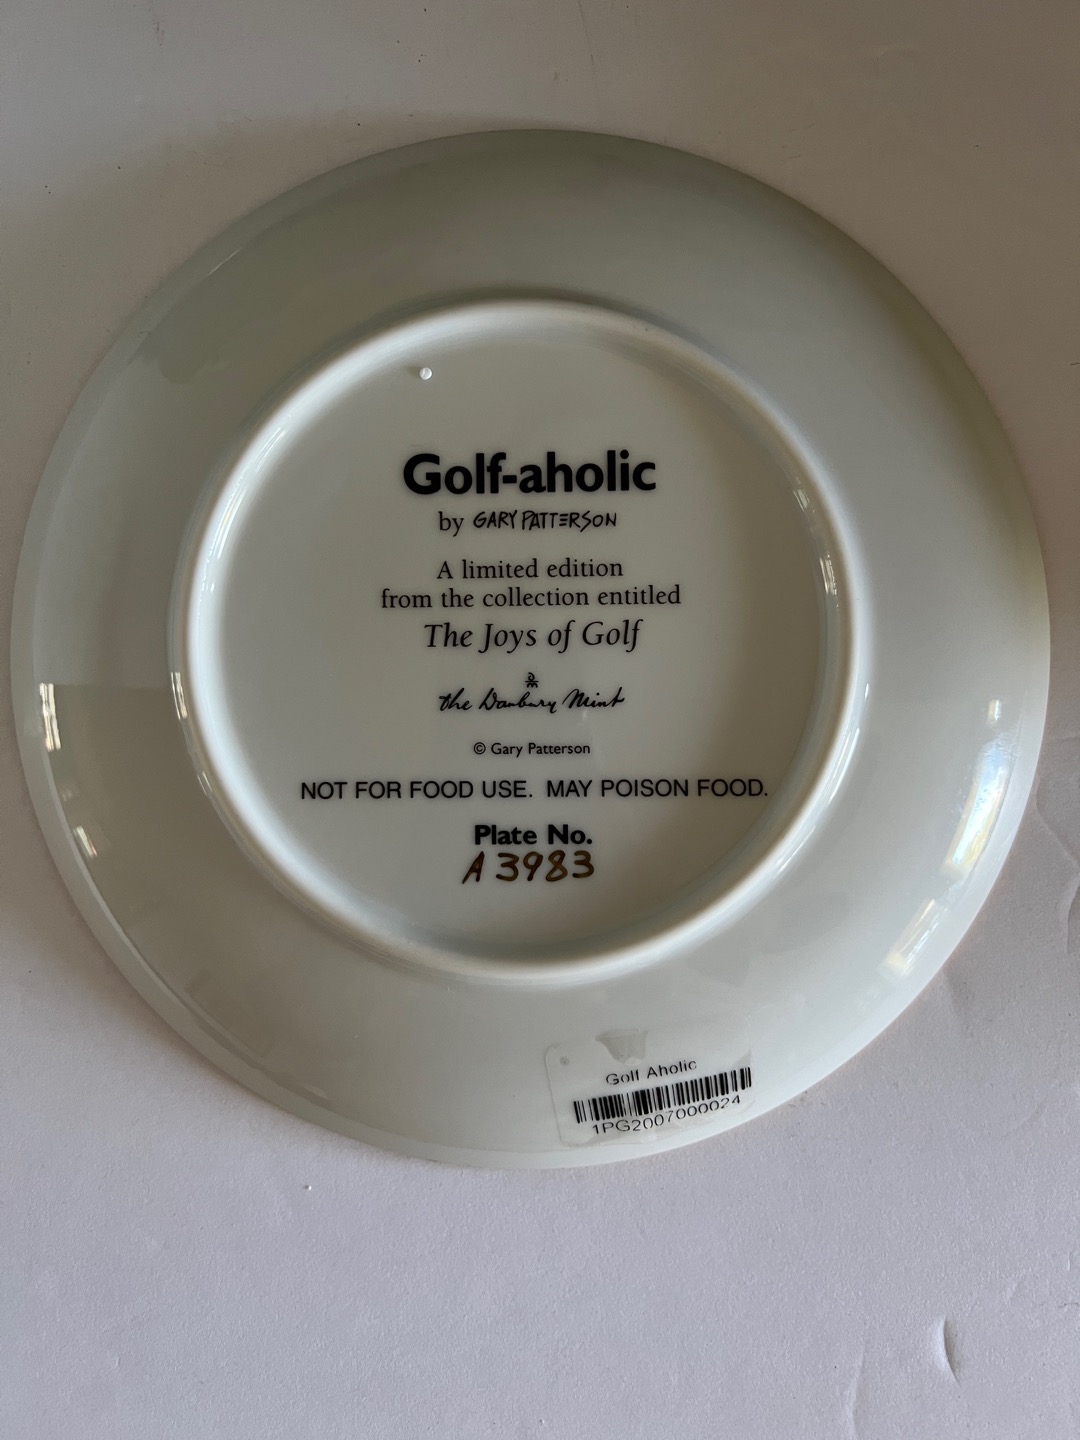 Golf-aholic
by GARY PATTERSON
A limited edition
from the collection entitled
The Joys of Golf
the Danbury Mint
© Gary Patterson
NOT FOR FOOD USE. MAY POISON FOOD.
Plate No.
A 3983
Golf Aholic
1PG2007000024